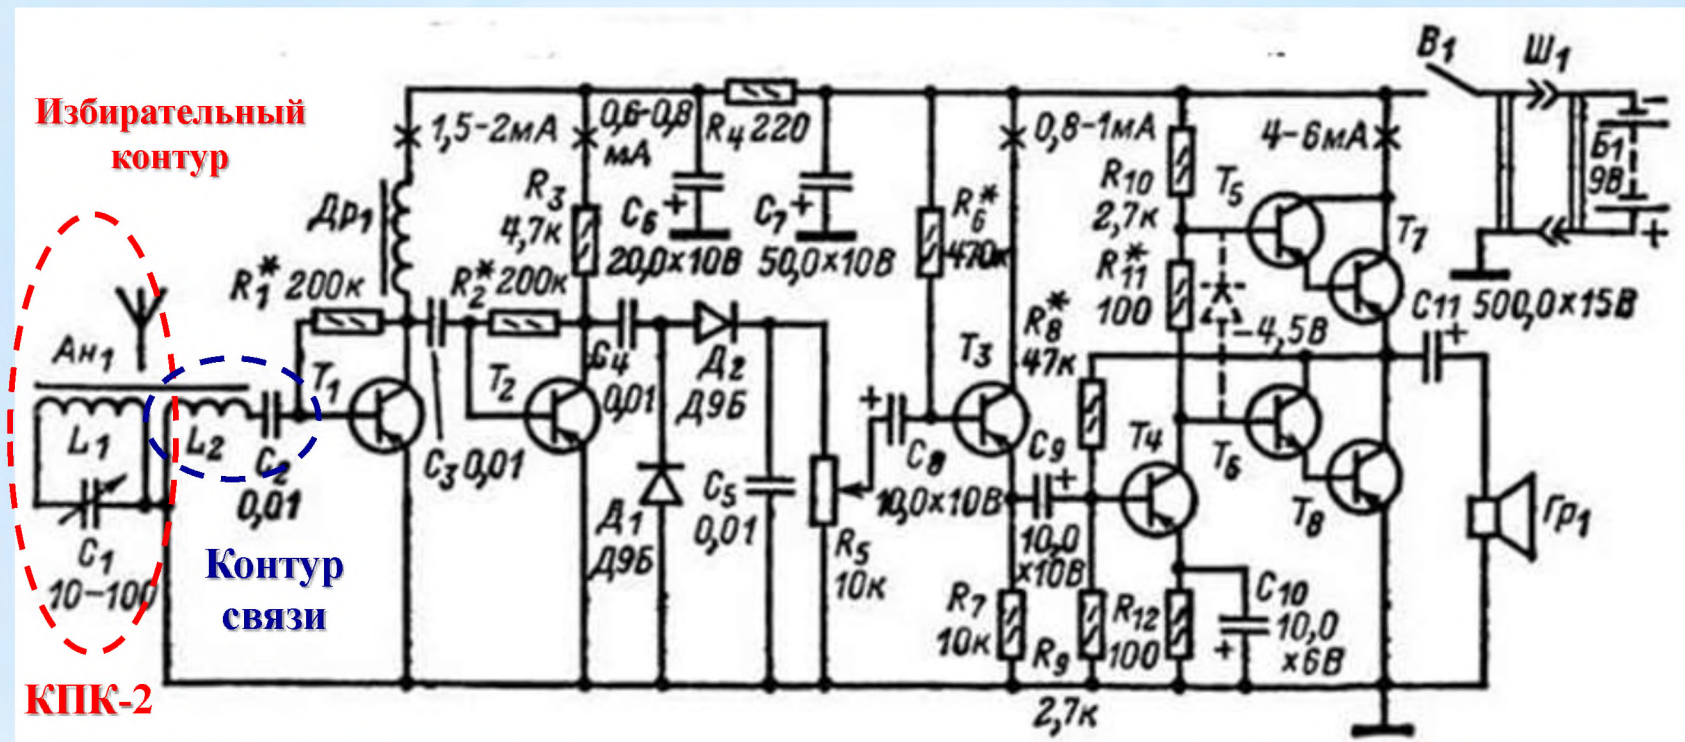 Избирательный
контур
КПК-2
Контур
связи
Ан1
L1
C1
10-100
L2
C2
0,01
R1* 200к
Др1
1,5-2мА
T1
C3 0,01
R2* 200к
T2
R3
4,7к
0,6-0,8
мА
C4
0,01
C6
20,0×10В
+
R4 220
C7
50,0×10В
+
Д2
Д9Б
Д1
Д9Б
C5
0,01
R5
10к
+
C8
10,0×10В
R6*
470к
T3
0,8-1мА
R7
10к
C9
+
10,0
×10В
R8*
47к
R9
2,7к
T4
R10
2,7к
R11*
100
R12
100
C10
10,0
×6В
+
-4,5В
T5
T6
T7
T8
4-6мА
C11 500,0×15В
+
Гр1
В1
Ш1
Б1
9В
-
+